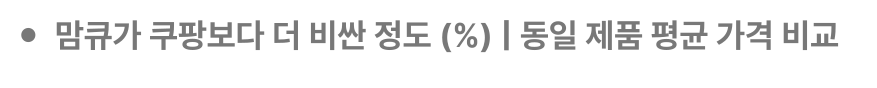 • 맘큐가 쿠팡보다 더 비싼 정도 (%) | 동일 제품 평균 가격 비교